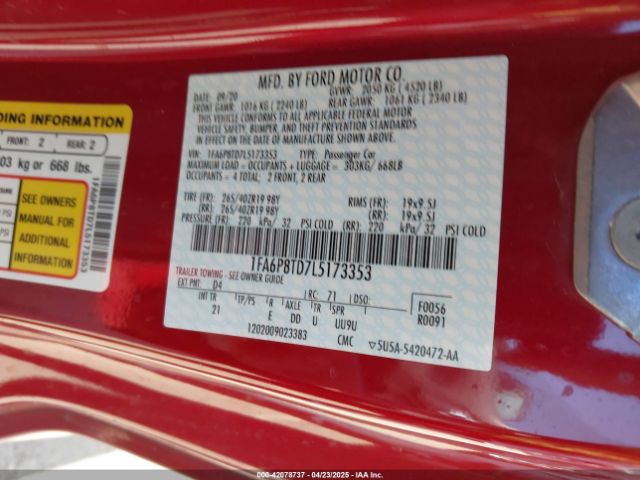 DING INFORMATION
FRONT: 2 REAR: 2
03 kg or 668 lbs.
SEE OWNERS
MANUAL FOR
ADDITIONAL
INFORMATION
1FA6P8TD7L5173353
MFD. BY FORD MOTOR CO.
DATE: 09/20 GVWR: 2050 KG ( 4520 LB)
FRONT GAWR: 1016 KG ( 2240 LB) REAR GAWR: 1061 KG ( 2340 LB)
THIS VEHICLE CONFORMS TO ALL APPLICABLE FEDERAL MOTOR
VEHICLE SAFETY, BUMPER, AND THEFT PREVENTION STANDARDS
IN EFFECT ON THE DATE OF MANUFACTURE SHOWN ABOVE.
VIN: 1FA6P8TD7L5173353 TYPE: Passenger Car
MAXIMUM LOAD = OCCUPANTS + LUGGAGE = 303KG/ 668LB
OCCUPANTS = 4 TOTAL: 2 FRONT, 2 REAR
TIRE (FR): 265/40ZR19 98Y RIMS (FR): 19x9.5J
(RR): 265/40ZR19 98Y (RR): 19x9.5J
PRESSURE (FR): 220 kPa/ 32 PSI COLD (RR): 220 kPa/ 32 PSI COLD
1FA6P8TD7L5173353
TRAILER TOWING - SEE OWNER GUIDE
EXT PNT: D4 RC: 71 DSO: F0056
INT TR TP/PS R AXLE TR SPR R0091
21 E DD U UU9U
1202009023383 CMC 5U5A-5420472-AA
000-42078737 - 04/23/2025 - IAA Inc.